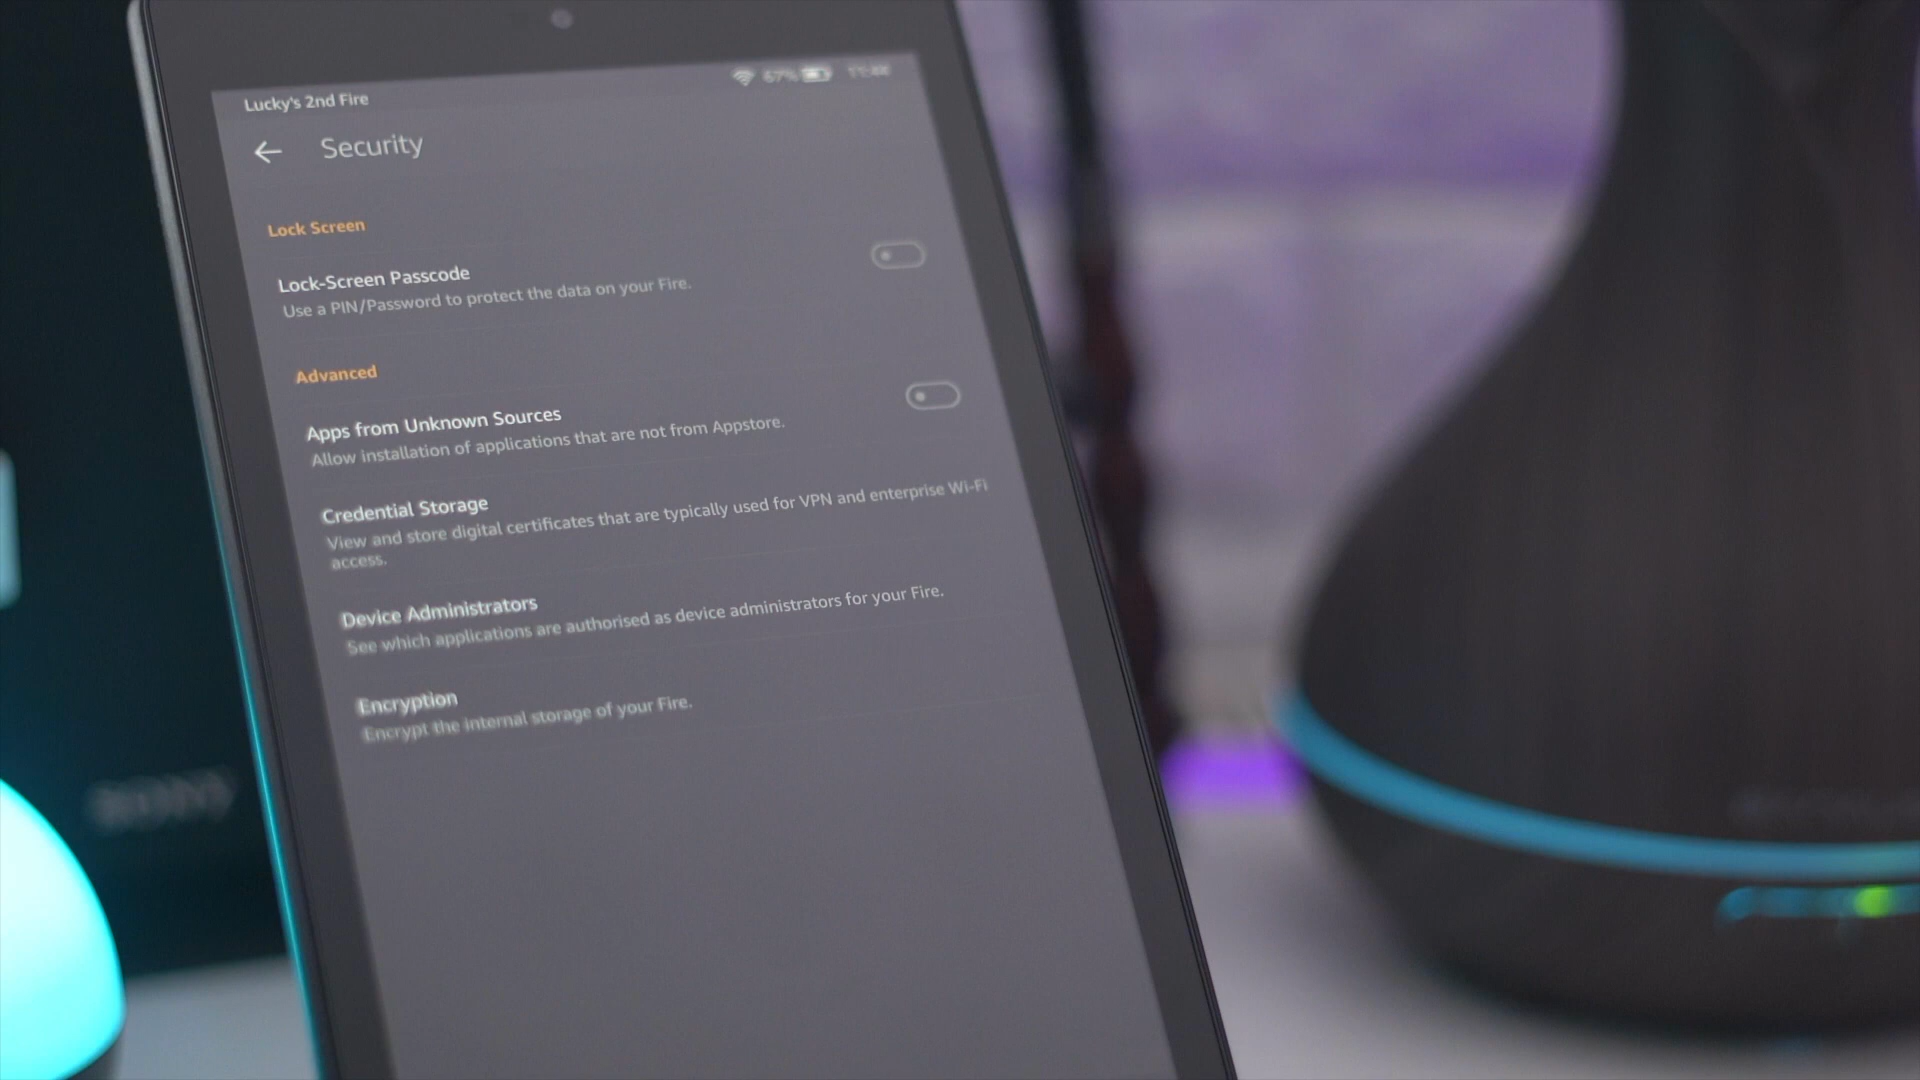 Lucky's 2nd Fire
67%
Security
Lock Screen
Lock-Screen Passcode
Use a PIN/Password to protect the data on your Fire.
Advanced
Apps from Unknown Sources
Allow installation of applications that are not from Appstore.
Credential Storage
View and store digital certificates that are typically used for VPN and enterprise Wi-Fi
access.
Device Administrators
See which applications are authorised as device administrators for your Fire.
Encryption
Encrypt the internal storage of your Fire.
SONY